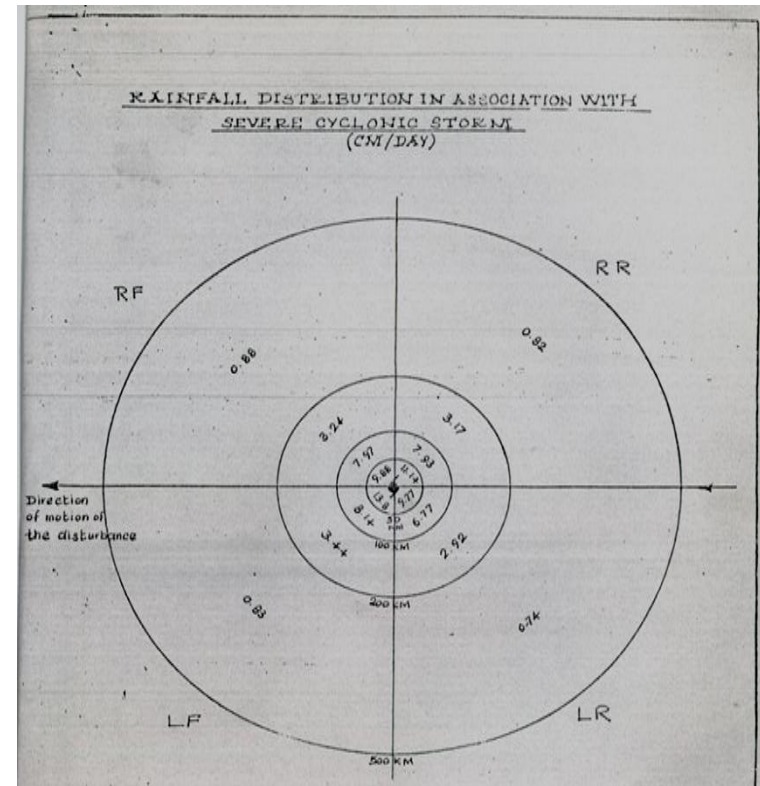 RAINFALL DISTRIBUTION IN ASSOCIATION WITH
SEVERE CYCLONIC STORM
(CM/DAY)
RF
RR
0.88
0.82
3.24
3.17
7.97
7.93
9.88
11.14
Direction
of motion of
the disturbance
13.8
9.77
8.14
50
KM
6.77
100 KM
3.44
2.92
200 KM
0.83
0.74
LF
LR
500 KM